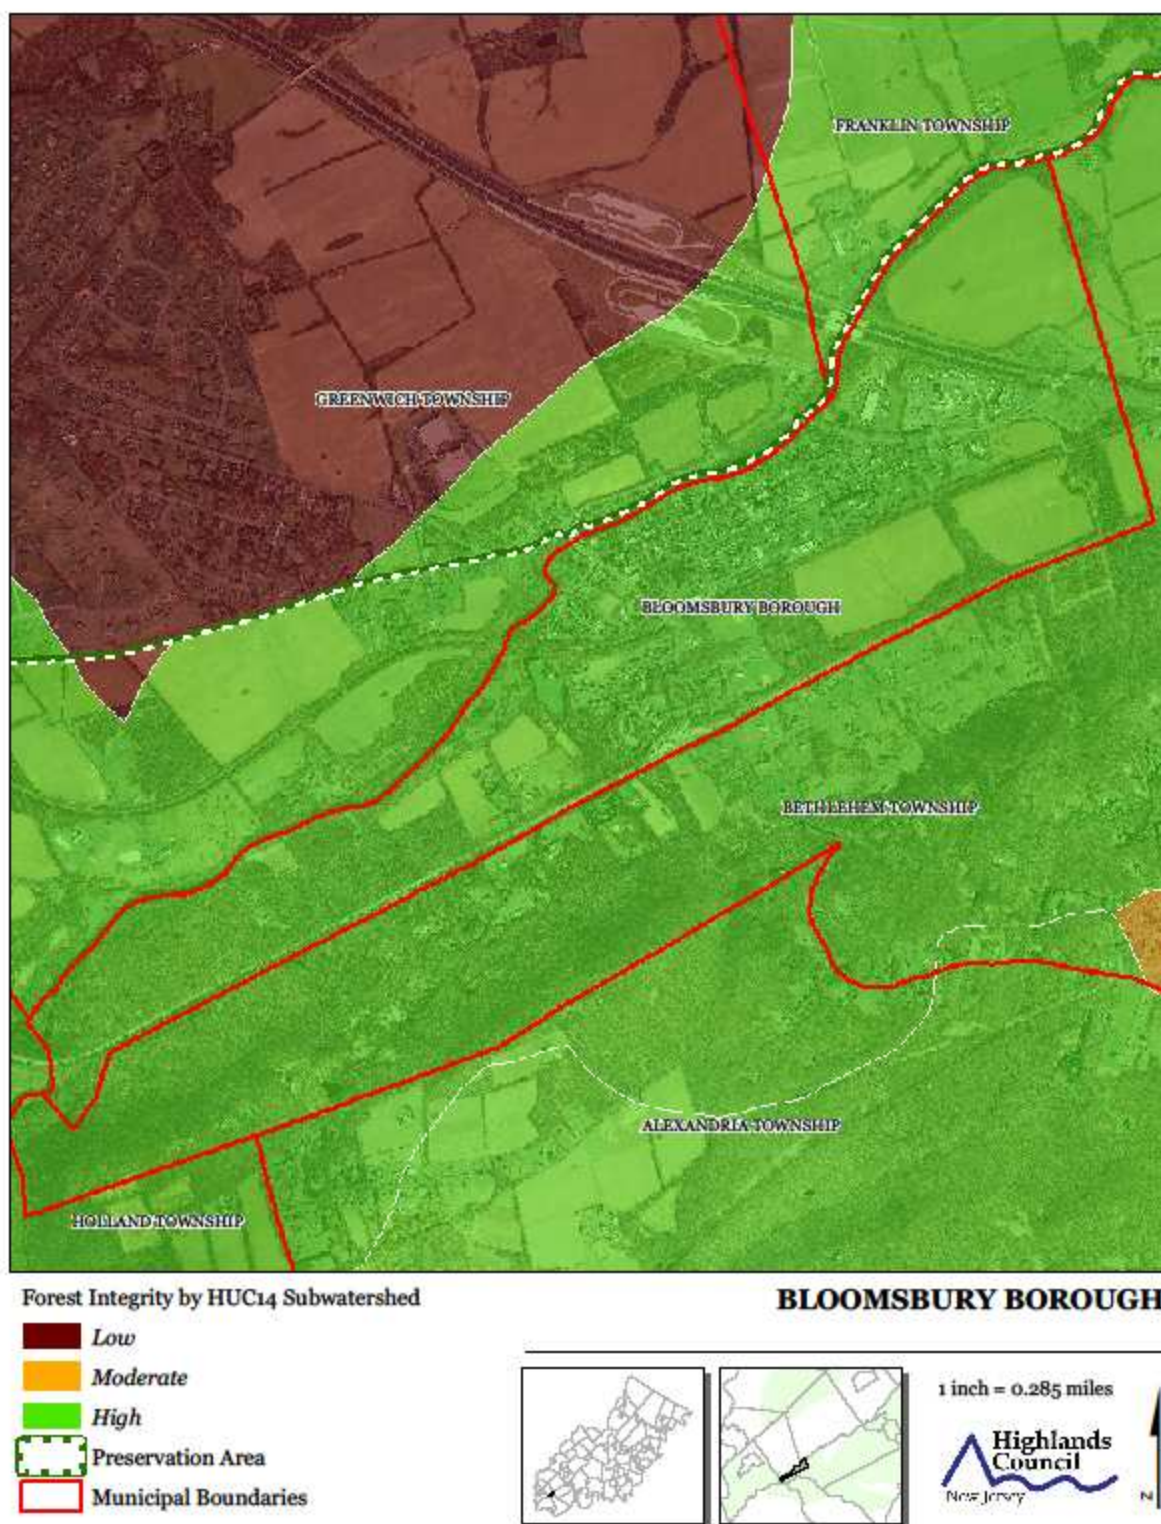 FRANKLIN TOWNSHIP
GREENWICH TOWNSHIP
BLOOMSBURY BOROUGH
BETHLEHEM TOWNSHIP
ALEXANDRIA TOWNSHIP
HOLLAND TOWNSHIP
Forest Integrity by HUC14 Subwatershed
Low
Moderate
High
Preservation Area
Municipal Boundaries
BLOOMSBURY BOROUGH
1 inch = 0.285 miles
Highlands
Council
New Jersey
N